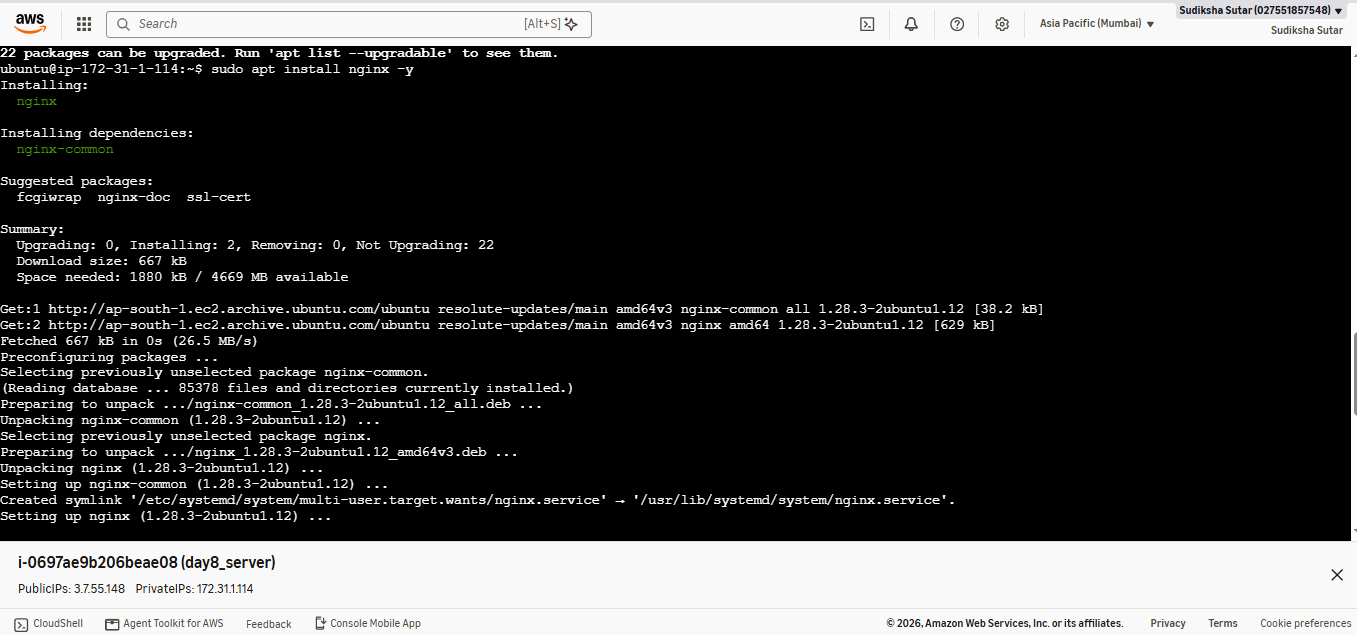 aws
Search
[Alt+S]
Asia Pacific (Mumbai)
Sudiksha Sutar (027551857548)
Sudiksha Sutar
22 packages can be upgraded. Run 'apt list --upgradable' to see them.
ubuntu@ip-172-31-1-114:~$ sudo apt install nginx -y
Installing:
nginx
Installing dependencies:
nginx-common
Suggested packages:
fcgiwrap nginx-doc ssl-cert
Summary:
Upgrading: 0, Installing: 2, Removing: 0, Not Upgrading: 22
Download size: 667 kB
Space needed: 1880 kB / 4669 MB available
Get:1 http://ap-south-1.ec2.archive.ubuntu.com/ubuntu resolute-updates/main amd64v3 nginx-common all 1.28.3-2ubuntu1.12 [38.2 kB]
Get:2 http://ap-south-1.ec2.archive.ubuntu.com/ubuntu resolute-updates/main amd64v3 nginx amd64 1.28.3-2ubuntu1.12 [629 kB]
Fetched 667 kB in 0s (26.5 MB/s)
Preconfiguring packages ...
Selecting previously unselected package nginx-common.
(Reading database ... 85378 files and directories currently installed.)
Preparing to unpack .../nginx-common_1.28.3-2ubuntu1.12_all.deb ...
Unpacking nginx-common (1.28.3-2ubuntu1.12) ...
Selecting previously unselected package nginx.
Preparing to unpack .../nginx_1.28.3-2ubuntu1.12_amd64v3.deb ...
Unpacking nginx (1.28.3-2ubuntu1.12) ...
Setting up nginx-common (1.28.3-2ubuntu1.12) ...
Created symlink '/etc/systemd/system/multi-user.target.wants/nginx.service' → '/usr/lib/systemd/system/nginx.service'.
Setting up nginx (1.28.3-2ubuntu1.12) ...
i-0697ae9b206beae08 (day8_server)
PublicIPs: 3.7.55.148 PrivateIPs: 172.31.1.114
CloudShell Agent Toolkit for AWS Feedback Console Mobile App © 2026, Amazon Web Services, Inc. or its affiliates. Privacy Terms Cookie preferences